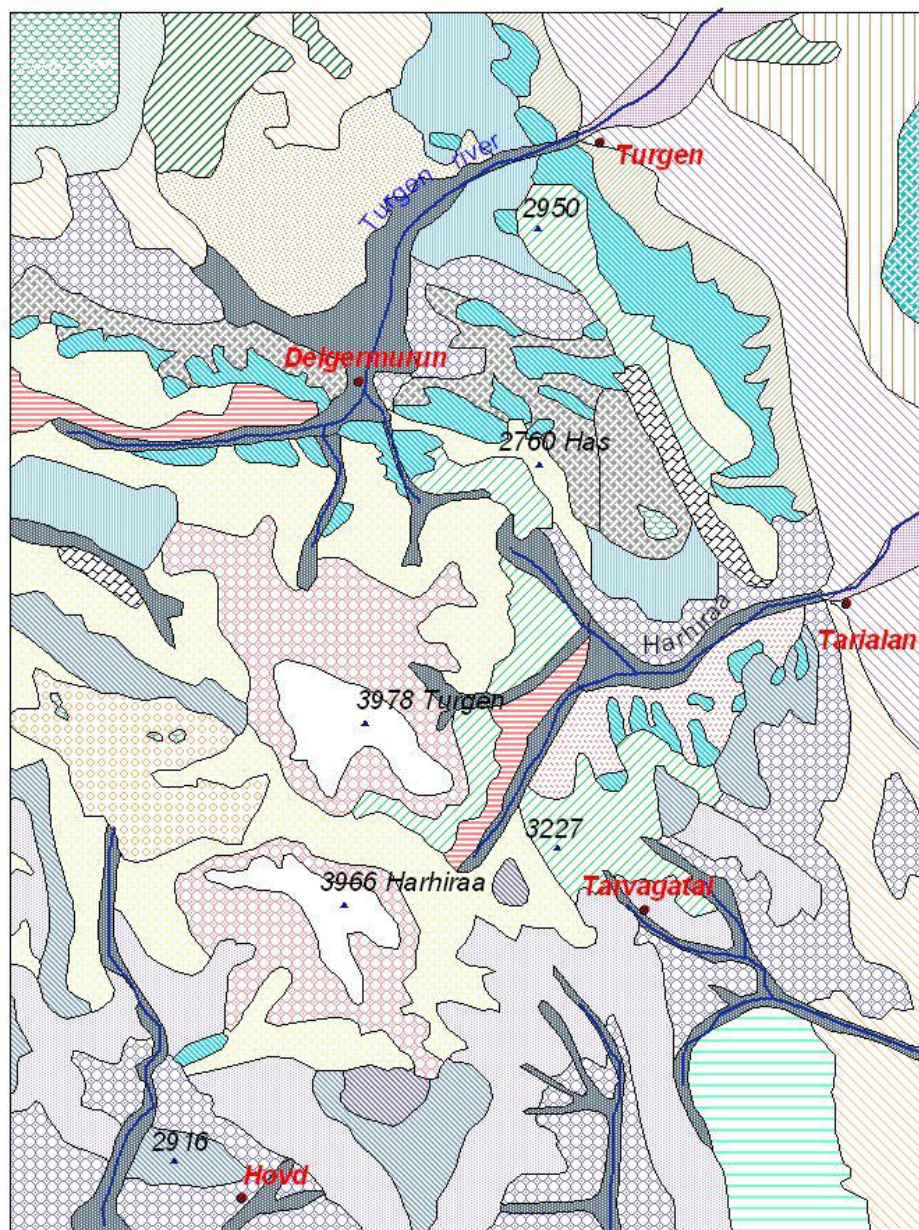 Turgen
Turgen river
2950
Delgermurun
2760 Has
Harhiraa
Tarialan
3978 Turgen
3227
3966 Harhiraa
Tarvagatai
2916
Hovd